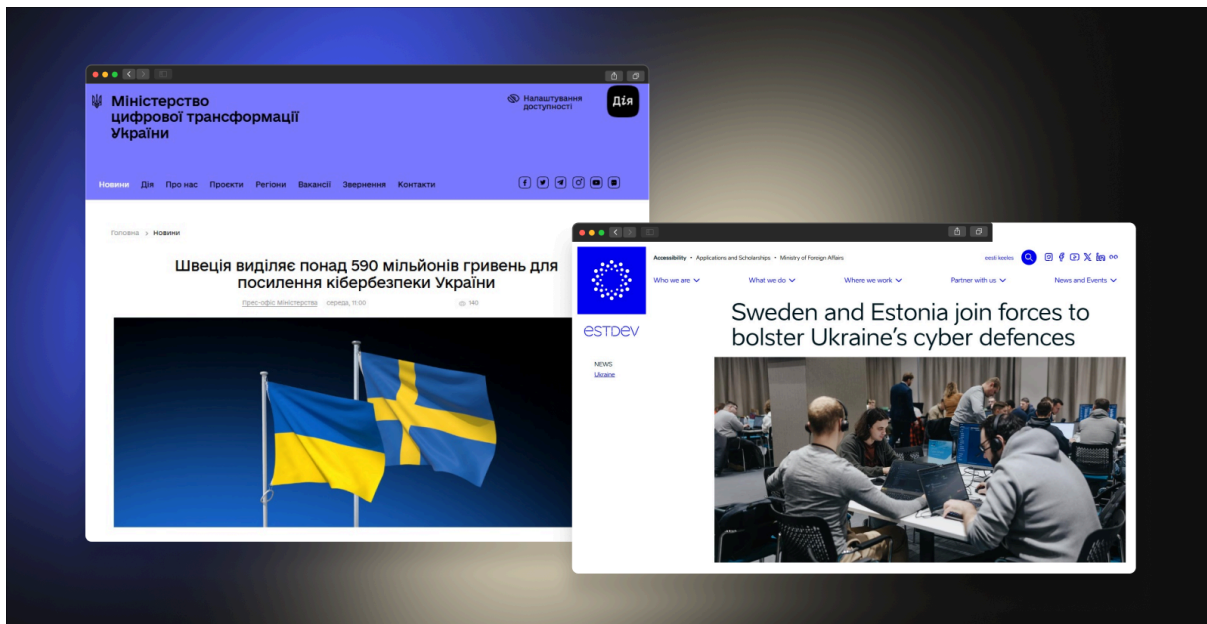 Міністерство
цифрової трансформації
України
Налаштування
доступності
Дія
Новини Дія Про нас Проєкти Регіони Вакансії Звернення Контакти
Головна > Новини
Швеція виділяє понад 590 мільйонів гривень для
посилення кібербезпеки України
Прес-офіс Міністерства середа, 11:00 140
Accessibility • Applications and Scholarships • Ministry of Foreign Affairs eesti keeles
Who we are What we do Where we work Partner with us News and Events
ESTDEV
Sweden and Estonia join forces to
bolster Ukraine's cyber defences
NEWS
Ukraine